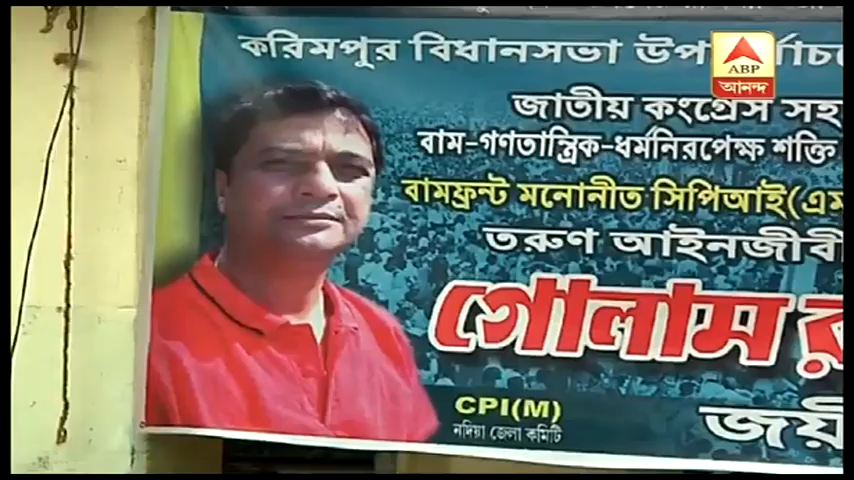 করিমপুর বিধানসভা
ABP
আনন্দ
জাতীয় কংগ্রেস সহ
বাম-গণতান্ত্রিক-ধর্মনিরপেক্ষ শক্তি
বামফ্রন্ট মনোনীত সিপিআই(এম
তরুণ আইনজীবী
গোলাম
CPI(M)
নদিয়া জেলা কমিটি